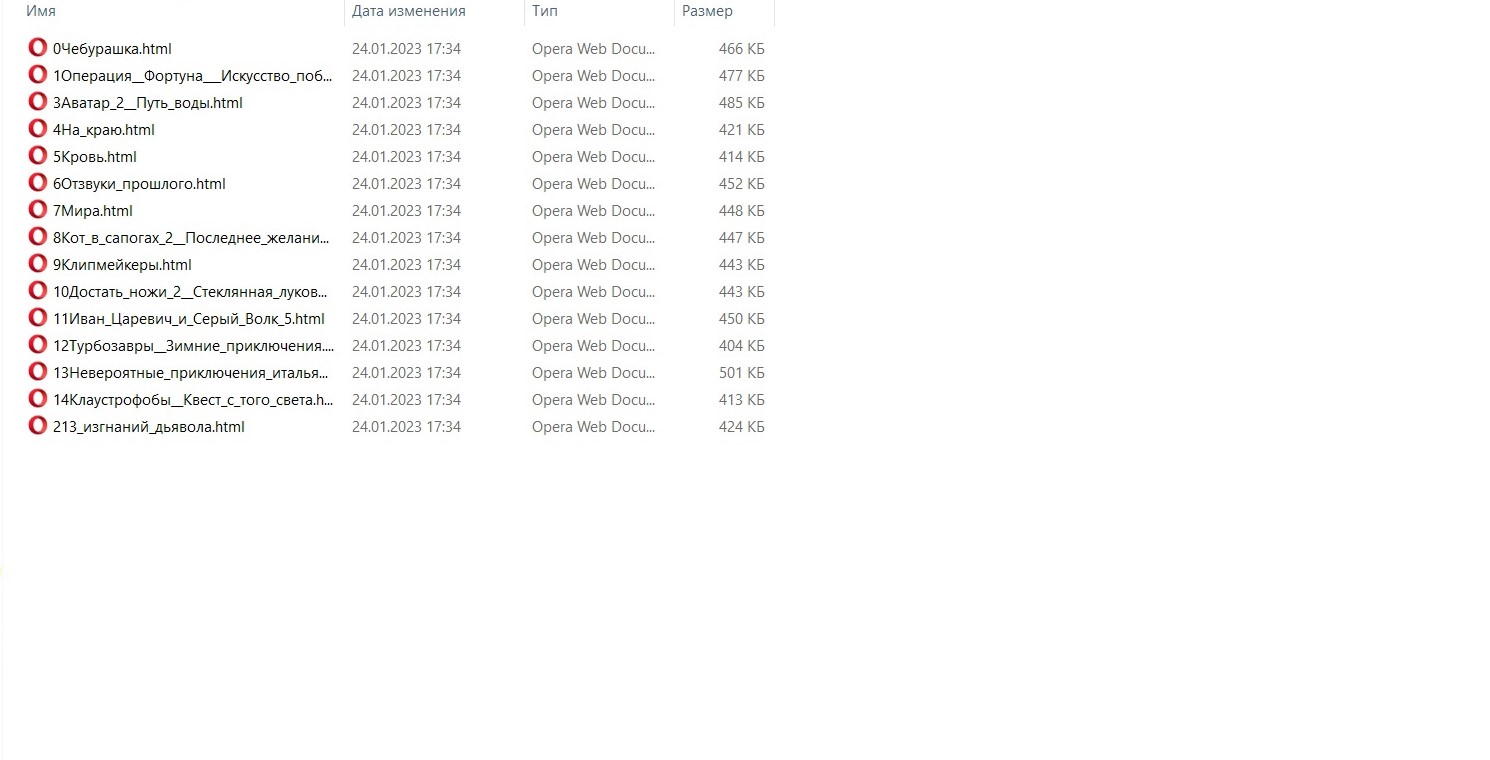 Имя Дата изменения Тип Размер
0Чебурашка.html 24.01.2023 17:34 Opera Web Docu... 466 КБ
1Операция__Фортуна___Искусство_поб... 24.01.2023 17:34 Opera Web Docu... 477 КБ
3Аватар_2__Путь_воды.html 24.01.2023 17:34 Opera Web Docu... 485 КБ
4На_краю.html 24.01.2023 17:34 Opera Web Docu... 421 КБ
5Кровь.html 24.01.2023 17:34 Opera Web Docu... 414 КБ
6Отзвуки_прошлого.html 24.01.2023 17:34 Opera Web Docu... 452 КБ
7Мира.html 24.01.2023 17:34 Opera Web Docu... 448 КБ
8Кот_в_сапогах_2__Последнее_желани... 24.01.2023 17:34 Opera Web Docu... 447 КБ
9Клипмейкеры.html 24.01.2023 17:34 Opera Web Docu... 443 КБ
10Достать_ножи_2__Стеклянная_луков... 24.01.2023 17:34 Opera Web Docu... 443 КБ
11Иван_Царевич_и_Серый_Волк_5.html 24.01.2023 17:34 Opera Web Docu... 450 КБ
12Турбозавры__Зимние_приключения.... 24.01.2023 17:34 Opera Web Docu... 404 КБ
13Невероятные_приключения_италья... 24.01.2023 17:34 Opera Web Docu... 501 КБ
14Клаустрофобы__Квест_с_того_света.h... 24.01.2023 17:34 Opera Web Docu... 413 КБ
213_изгнаний_дьявола.html 24.01.2023 17:34 Opera Web Docu... 424 КБ